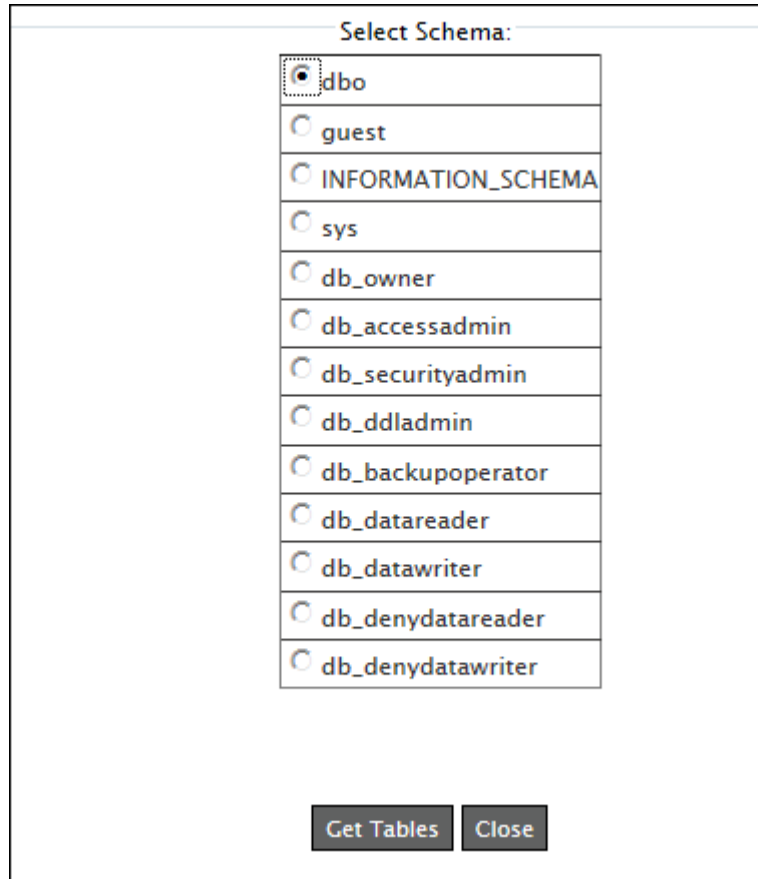 Select Schema:
dbo
guest
INFORMATION_SCHEMA
sys
db_owner
db_accessadmin
db_securityadmin
db_ddladmin
db_backupoperator
db_datareader
db_datawriter
db_denydatareader
db_denydatawriter
Get Tables Close